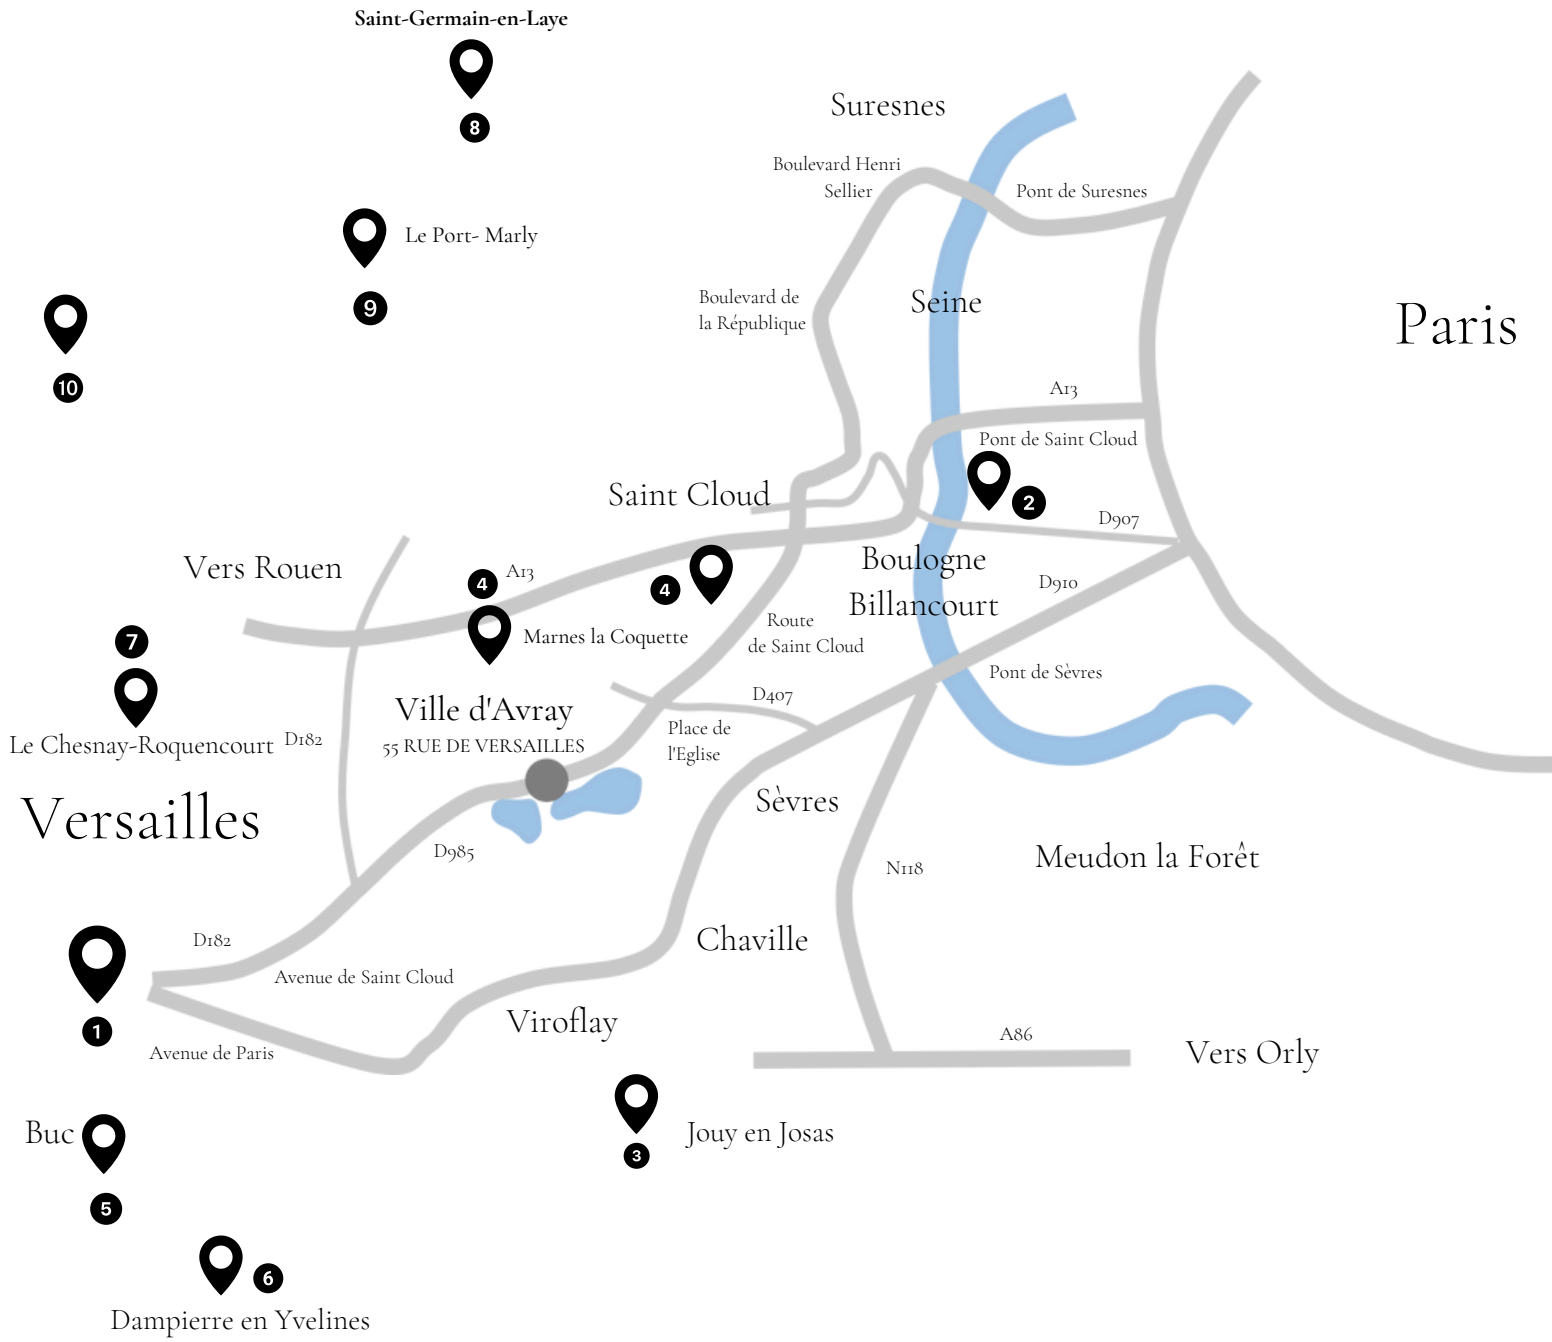 Saint-Germain-en-Laye
8
Suresnes
Boulevard Henri
Sellier
Pont de Suresnes
Le Port- Marly
9
10
Boulevard de
la République
Seine
Paris
A13
Pont de Saint Cloud
2
Saint Cloud
D907
Vers Rouen
4
A13
4
Boulogne
Billancourt
D910
7
Marnes la Coquette
Route
de Saint Cloud
Pont de Sèvres
D407
Ville d'Avray
55 RUE DE VERSAILLES
Place de
l'Eglise
Le Chesnay-Roquencourt
D182
Versailles
Sèvres
D985
Meudon la Forêt
N118
D182
Chaville
Avenue de Saint Cloud
1
Viroflay
Avenue de Paris
A86
Vers Orly
Buc
5
Jouy en Josas
3
6
Dampierre en Yvelines